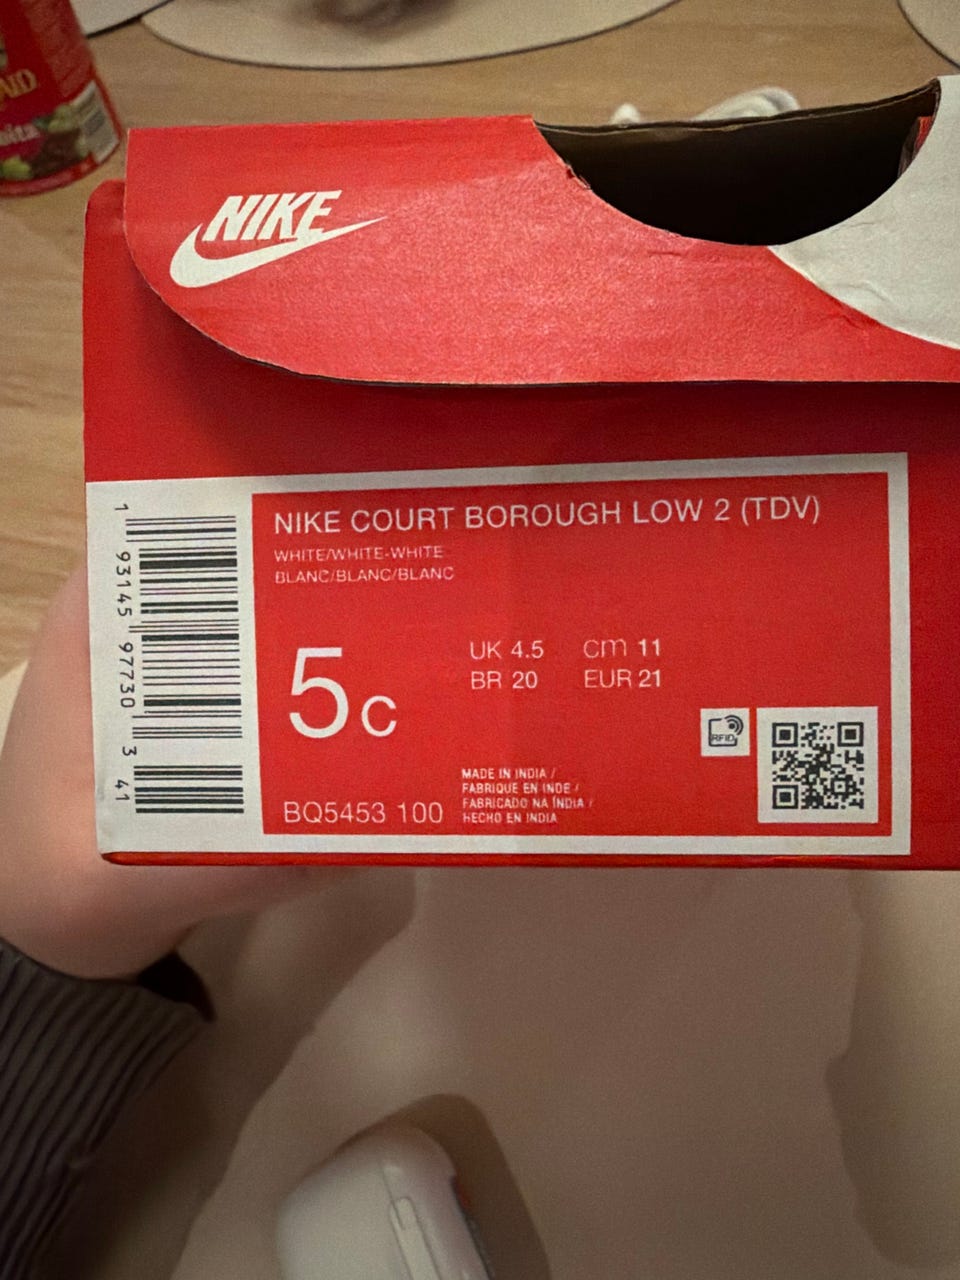 NIKE
NIKE COURT BOROUGH LOW 2 (TDV)
WHITE/WHITE-WHITE
BLANC/BLANC/BLANC
5c
UK 4.5 cm 11
BR 20 EUR 21
RFID
MADE IN INDIA /
FABRIQUE EN INDE /
FABRICADO NA ÍNDIA /
HECHO EN INDIA
BQ5453 100
1 93145 97730 3 41